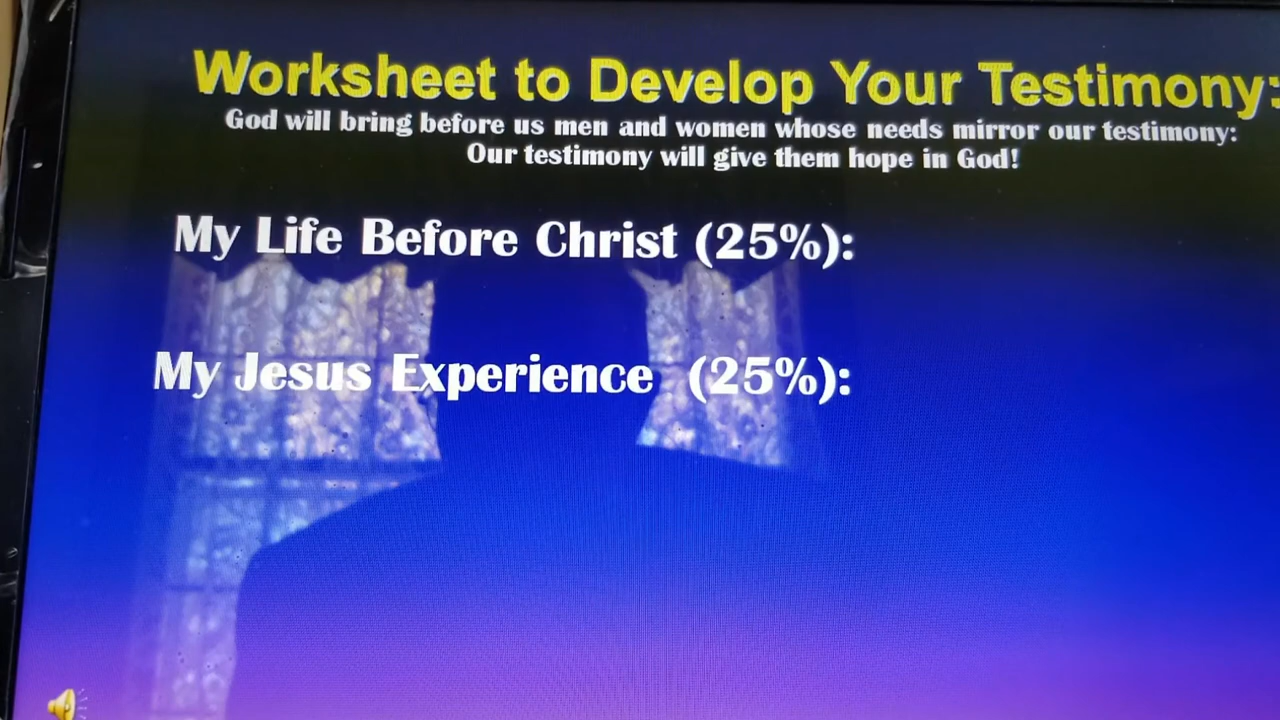 Worksheet to Develop Your Testimony:
God will bring before us men and women whose needs mirror our testimony:
Our testimony will give them hope in God!
My Life Before Christ (25%):
My Jesus Experience (25%):